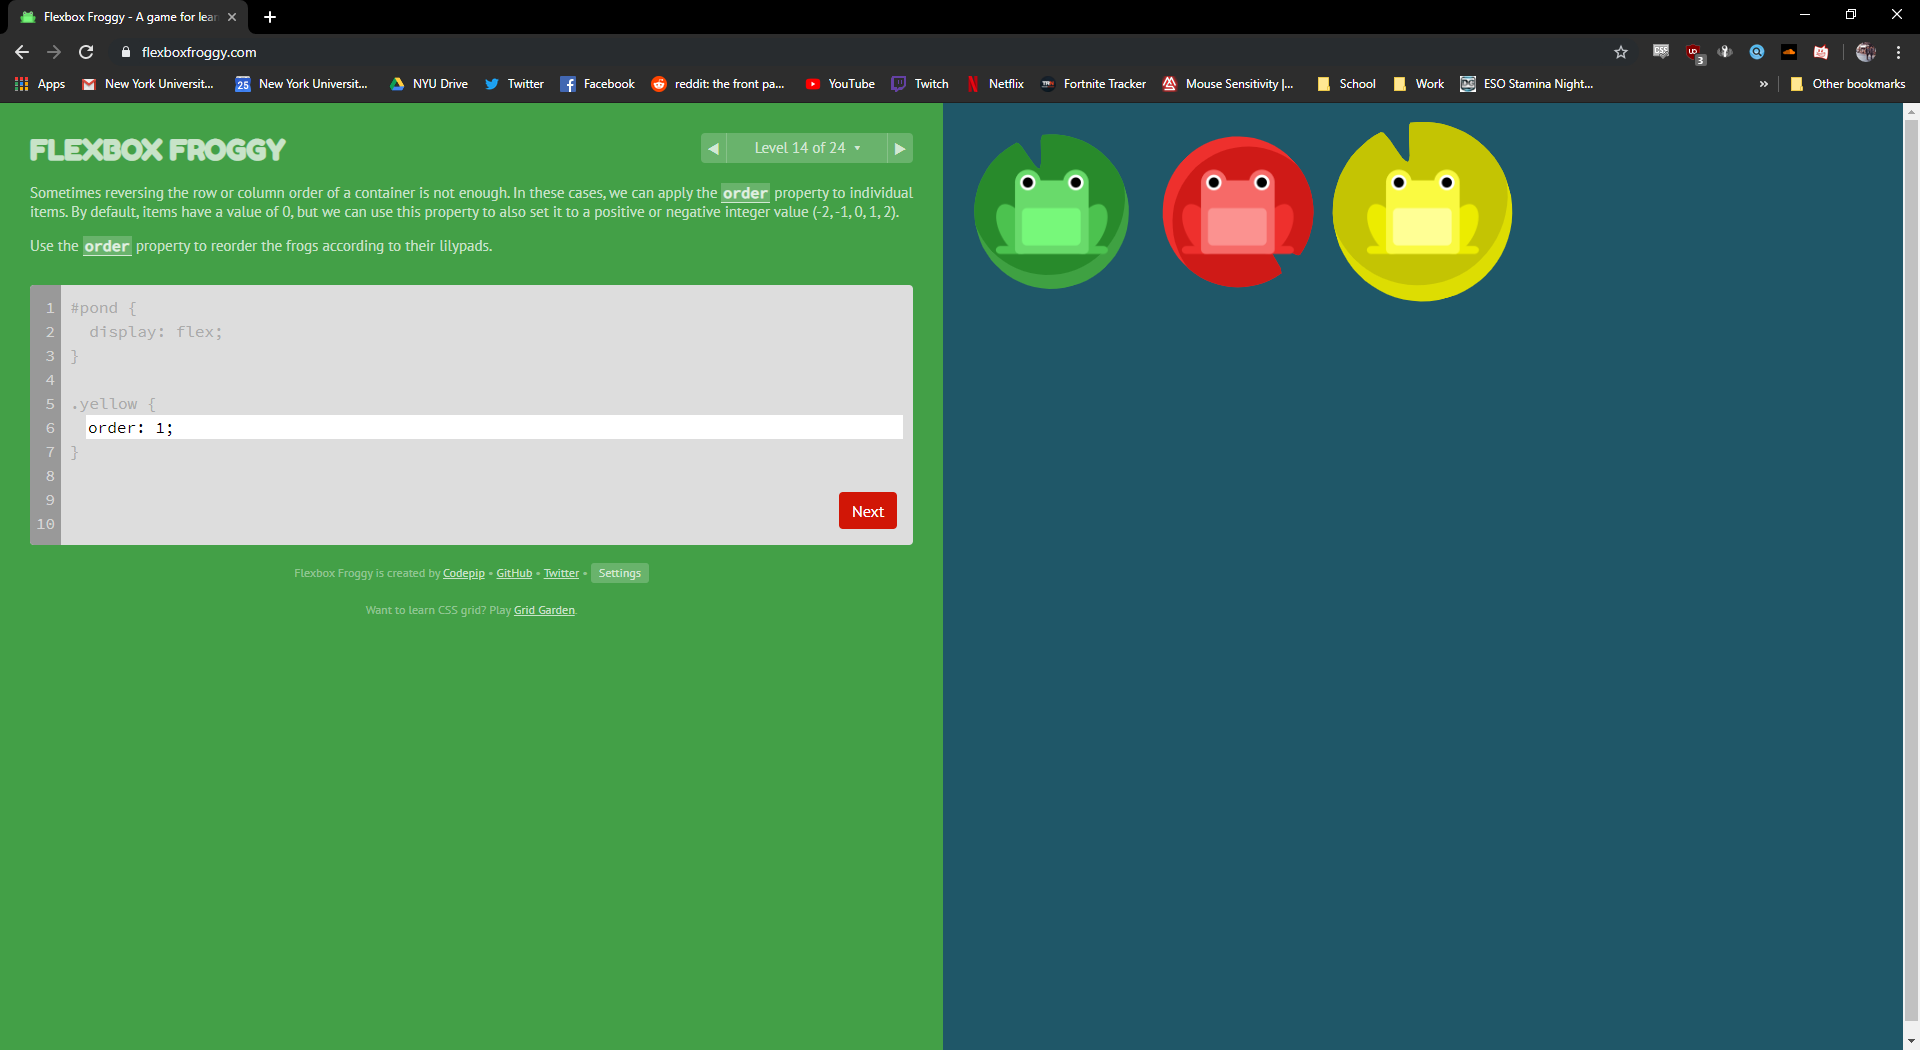 Flexbox Froggy - A game for lear
flexboxfroggy.com
CSS
UD
3
Apps
New York Universit...
25
New York Universit...
NYU Drive
Twitter
Facebook
reddit: the front pa...
YouTube
Twitch
Netflix
Fortnite Tracker
Mouse Sensitivity |...
School
Work
ESO Stamina Night...
»
Other bookmarks
FLEXBOX FROGGY
◀ Level 14 of 24 ▾ ▶
Sometimes reversing the row or column order of a container is not enough. In these cases, we can apply the order property to individual
items. By default, items have a value of 0, but we can use this property to also set it to a positive or negative integer value (-2, -1, 0, 1, 2).
Use the order property to reorder the frogs according to their lilypads.
1 #pond {
2 display: flex;
3 }
4
5 .yellow {
6 order: 1;
7 }
8
9
10
Next
Flexbox Froggy is created by Codepip • GitHub • Twitter • Settings
Want to learn CSS grid? Play Grid Garden.